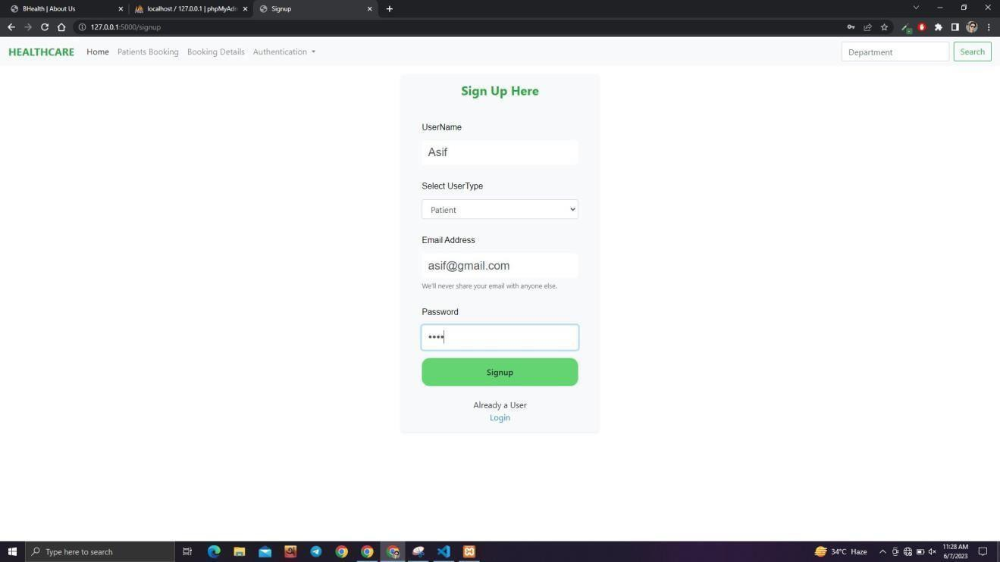 BHealth | About Us
localhost / 127.0.0.1 | phpMyAdn
Signup
127.0.0.1:5000/signup
HEALTHCARE Home Patients Booking Booking Details Authentication Department Search
Sign Up Here
UserName
Asif
Select UserType
Patient
Email Address
asif@gmail.com
We'll never share your email with anyone else.
Password
••••
Signup
Already a User
Login
Type here to search
34°C Haze
11:28 AM
6/7/2023